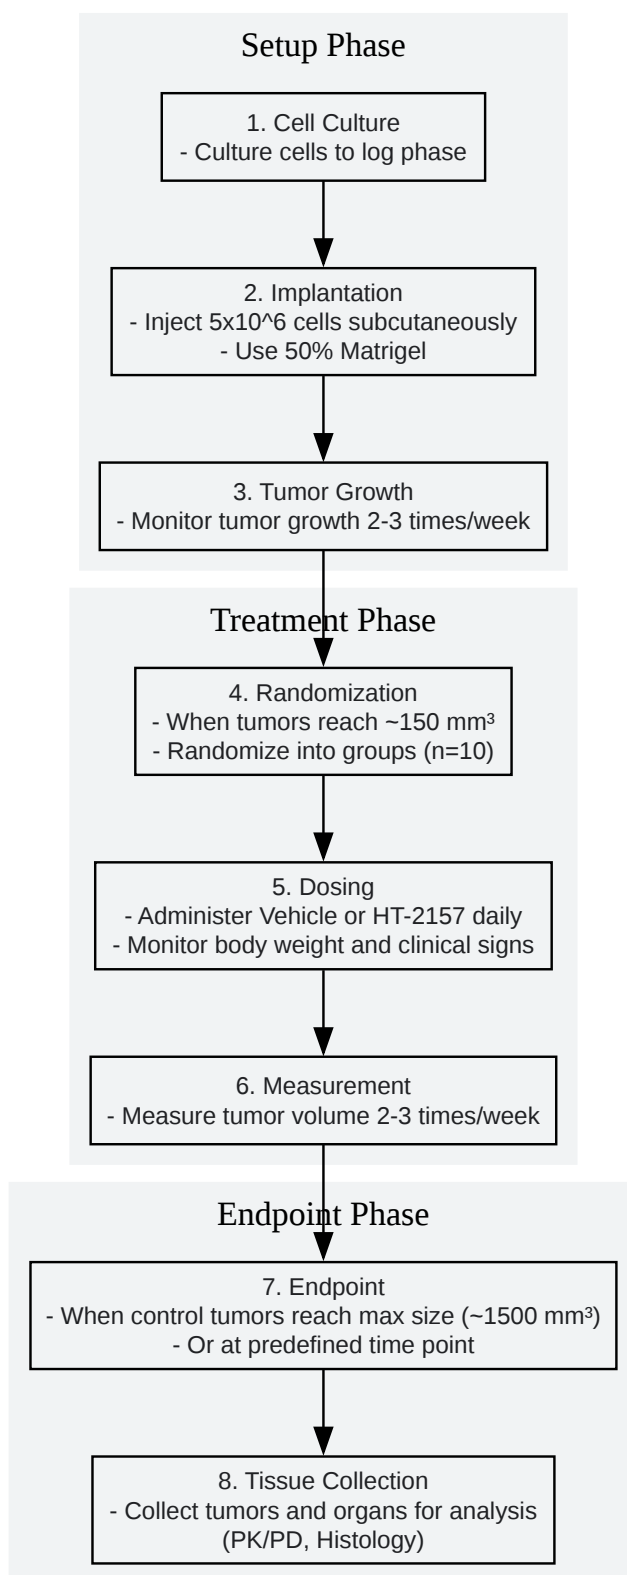 Setup Phase
1. Cell Culture
- Culture cells to log phase
2. Implantation
- Inject 5x10^6 cells subcutaneously
- Use 50% Matrigel
3. Tumor Growth
- Monitor tumor growth 2-3 times/week
Treatment Phase
4. Randomization
- When tumors reach ~150 mm³
- Randomize into groups (n=10)
5. Dosing
- Administer Vehicle or HT-2157 daily
- Monitor body weight and clinical signs
6. Measurement
- Measure tumor volume 2-3 times/week
Endpoint Phase
7. Endpoint
- When control tumors reach max size (~1500 mm³)
- Or at predefined time point
8. Tissue Collection
- Collect tumors and organs for analysis
(PK/PD, Histology)